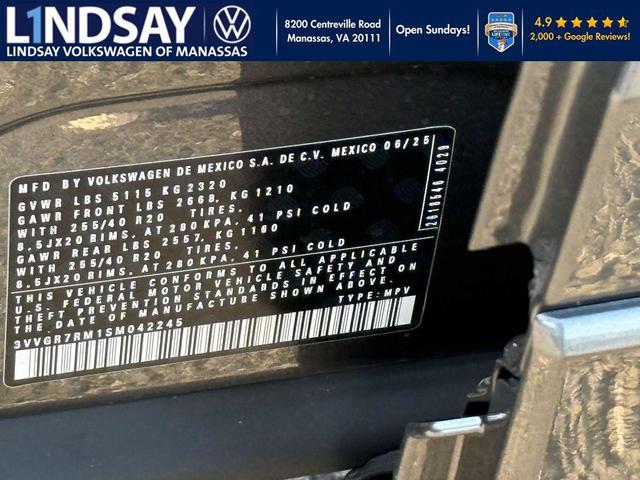 LINDSAY
LINDSAY VOLKSWAGEN OF MANASSAS
8200 Centreville Road
Manassas, VA 20111
Open Sundays!
4.9
2,000 + Google Reviews!
MFD BY VOLKSWAGEN DE MEXICO S.A. DE C.V. MEXICO 06/25
GVWR LBS 5115 KG 2320
GAWR FRONT LBS 2668, KG 1210
WITH 255/40 R20 TIRES.
8.5JX20 RIMS, AT 280 KPA, 41 PSI COLD
GAWR REAR LBS 2557, KG 1160
WITH 255/40 R20 TIRES.
8.5JX20 RIMS, AT 280 KPA, 41 PSI COLD
THIS VEHICLE CONFORMS TO ALL APPLICABLE
U.S. FEDERAL MOTOR VEHICLE SAFETY AND
THEFT PREVENTION STANDARDS IN EFFECT ON
THE DATE OF MANUFACTURE SHOWN ABOVE.
TYPE: MPV
3VVGR7RM1SM042245